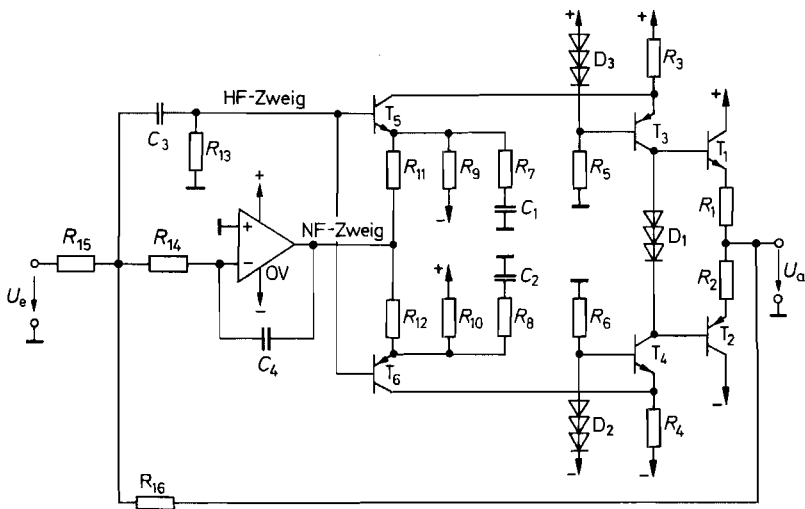 +
D3
+
R3
HF-Zweig
C3
R13
T5
T3
+
T1
R11
R9
R7
R5
R1
-
C1
+
+
-
OV
-
NF-Zweig
R15
R14
D1
Ue
Ua
C4
+
C2
R12
R10
R8
R6
R2
T6
T4
T2
D2
R4
-
-
-
R16